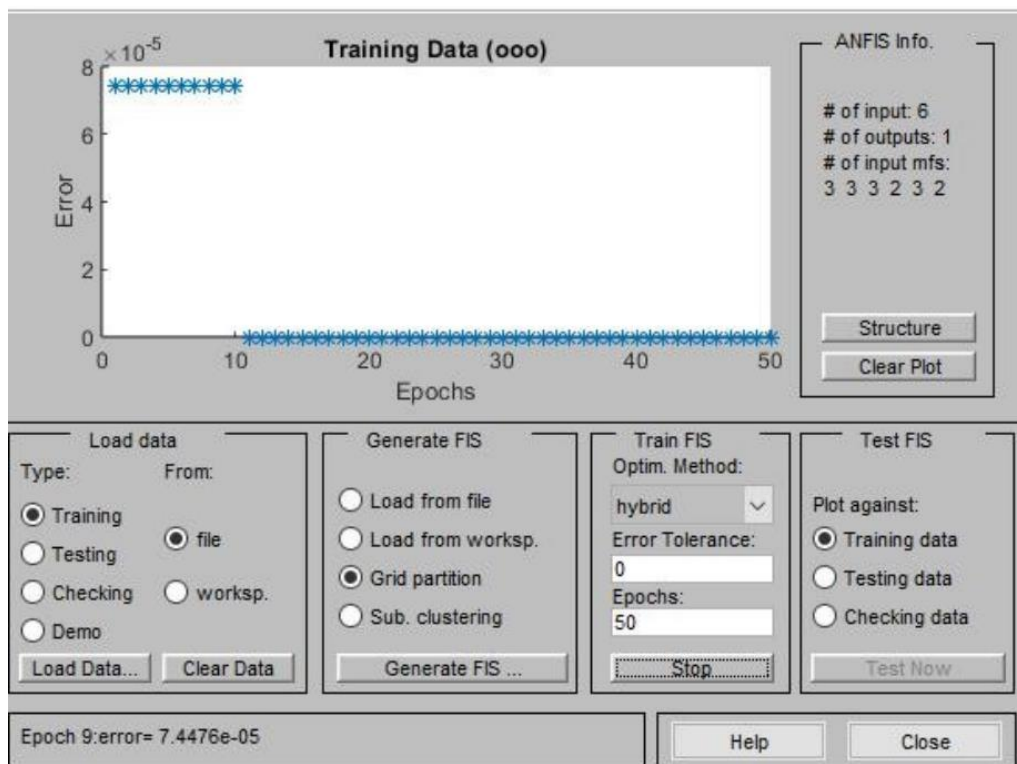 ×10^-5
Training Data (ooo)
8
6
4
2
0
Error
0
10
20
30
40
50
Epochs
ANFIS Info.
# of input: 6
# of outputs: 1
# of input mfs:
3 3 3 2 3 2
Structure
Clear Plot
Load data
Type:
From:
Training
Testing
Checking
Demo
file
worksp.
Load Data...
Clear Data
Generate FIS
Load from file
Load from worksp.
Grid partition
Sub. clustering
Generate FIS ...
Train FIS
Optim. Method:
hybrid
Error Tolerance:
0
Epochs:
50
Stop
Test FIS
Plot against:
Training data
Testing data
Checking data
Test Now
Epoch 9:error= 7.4476e-05
Help
Close